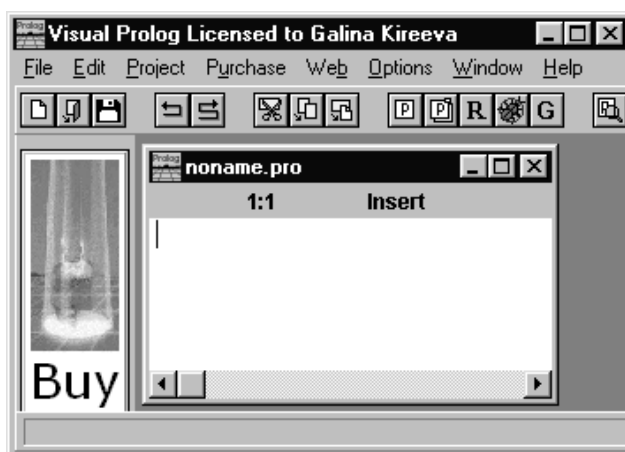 Visual Prolog Licensed to Galina Kireeva
File Edit Project Purchase Web Options Window Help
P P R G
noname.pro
1:1 Insert
Buy